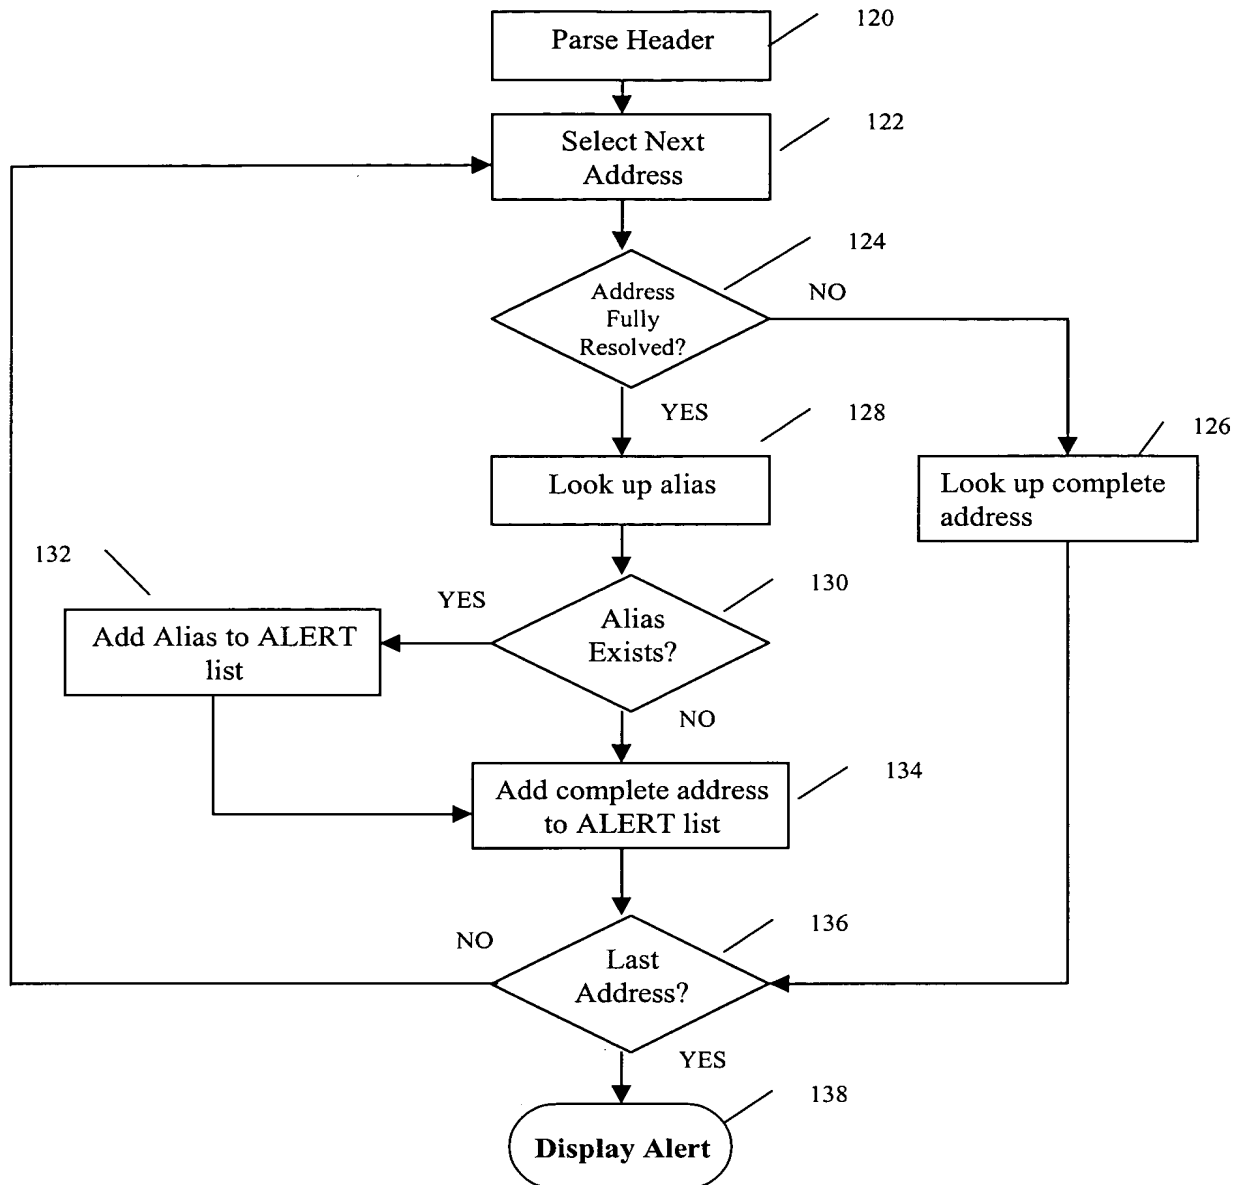 120
Parse Header
122
Select Next
Address
124
Address
Fully
Resolved?
NO
YES
128
126
Look up alias
Look up complete
address
132
130
YES
Alias
Exists?
Add Alias to ALERT
list
NO
134
Add complete address
to ALERT list
136
NO
Last
Address?
YES
138
Display Alert